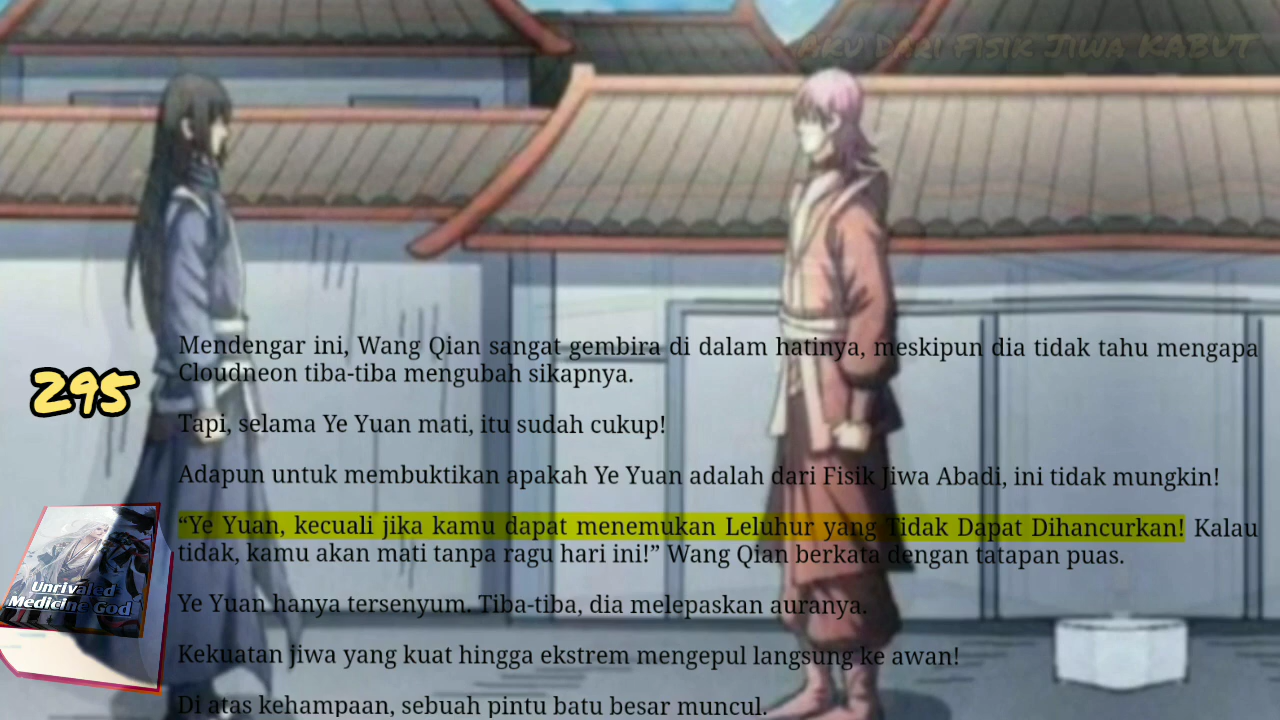 AKU DARI FISIK JIWA KABUT
Mendengar ini, Wang Qian sangat gembira di dalam hatinya, meskipun dia tidak tahu mengapa
Cloudneon tiba-tiba mengubah sikapnya.
Tapi, selama Ye Yuan mati, itu sudah cukup!
Adapun untuk membuktikan apakah Ye Yuan adalah dari Fisik Jiwa Abadi, ini tidak mungkin!
“Ye Yuan, kecuali jika kamu dapat menemukan Leluhur yang Tidak Dapat Dihancurkan! Kalau
tidak, kamu akan mati tanpa ragu hari ini!” Wang Qian berkata dengan tatapan puas.
Ye Yuan hanya tersenyum. Tiba-tiba, dia melepaskan auranya.
Kekuatan jiwa yang kuat hingga ekstrem mengepul langsung ke awan!
Di atas kehampaan, sebuah pintu batu besar muncul.
295
Unrivaled
Medicine God